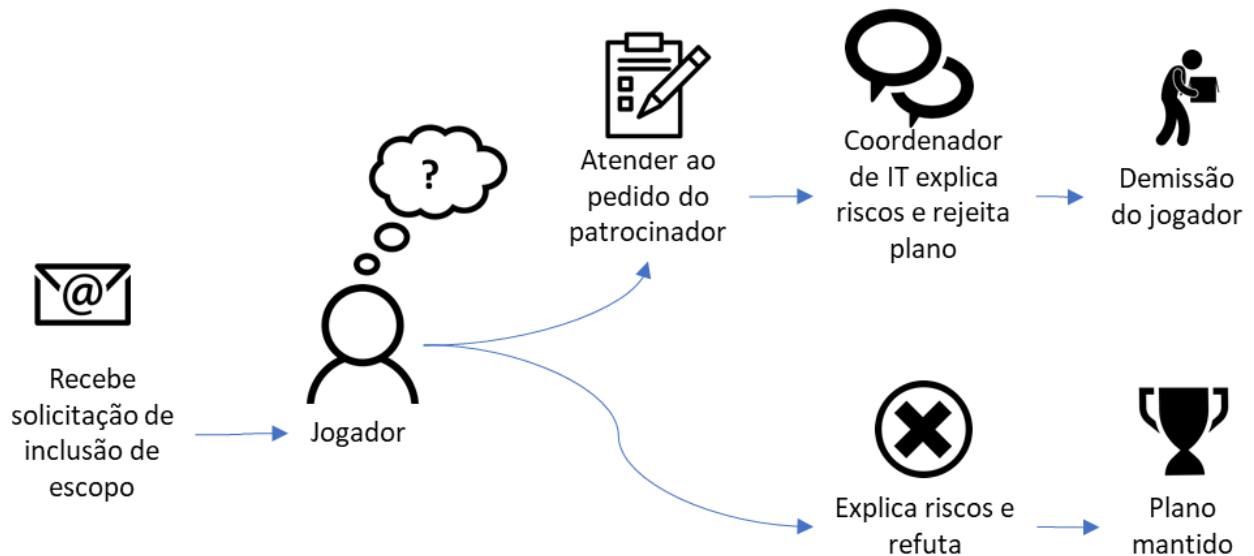 @
Recebe
solicitação de
inclusão de
escopo
?
Jogador
Atender ao
pedido do
patrocinador
Coordenador
de IT explica
riscos e rejeita
plano
Demissão
do jogador
Explica riscos e
refuta
Plano
mantido